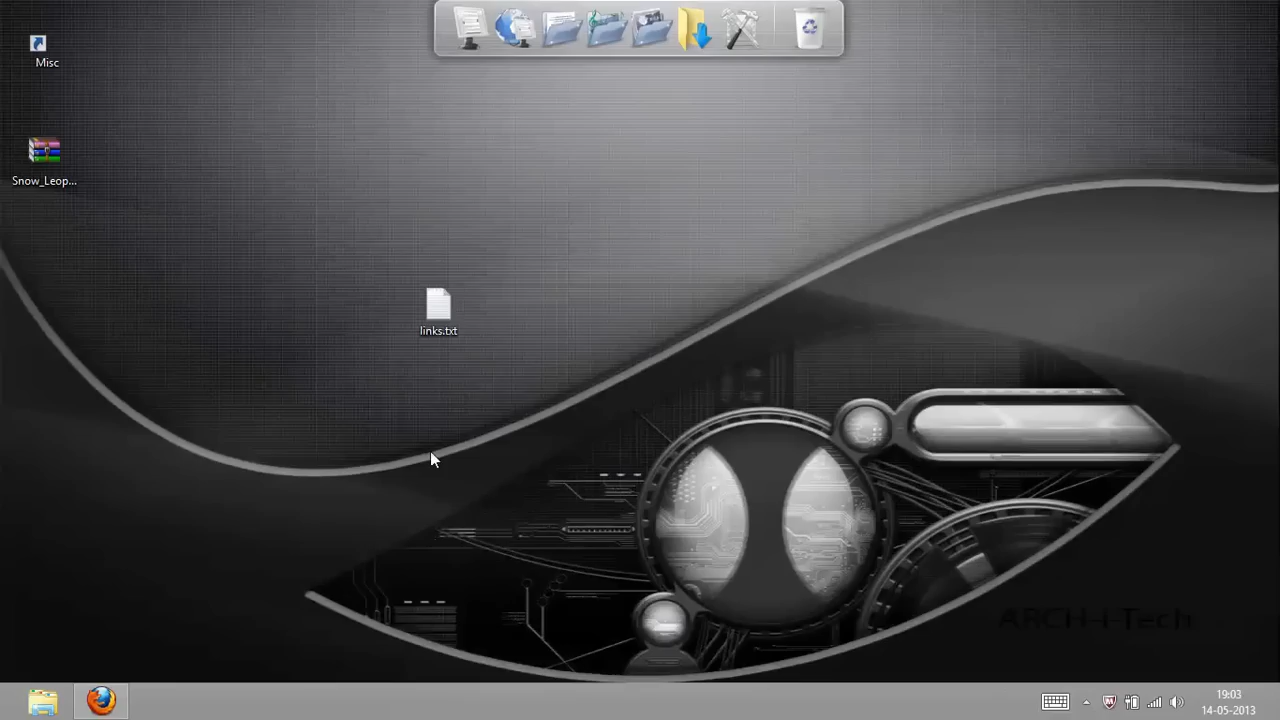 Misc
Snow_Leop...
links.txt
ARCH-i-Tech
19:03
14-05-2013